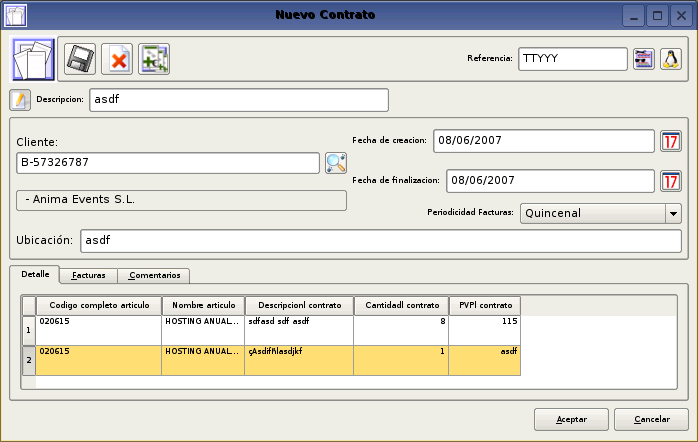 Nuevo Contrato
Referencia: TTYYY
Descripcion: asdf
Cliente:
B-57326787
- Anima Events S.L.
Fecha de creacion: 08/06/2007 17
Fecha de finalizacion: 08/06/2007 17
Periodicidad Facturas: Quincenal
Ubicación: asdf
Detalle Facturas Comentarios
Codigo completo articulo Nombre articulo Descripcionl contrato Cantidadl contrato PVPl contrato
1 020615 HOSTING ANUAL... sdfasd sdf asdf 8 115
2 020615 HOSTING ANUAL... çAsdifñlasdjkf 1 asdf
Aceptar Cancelar